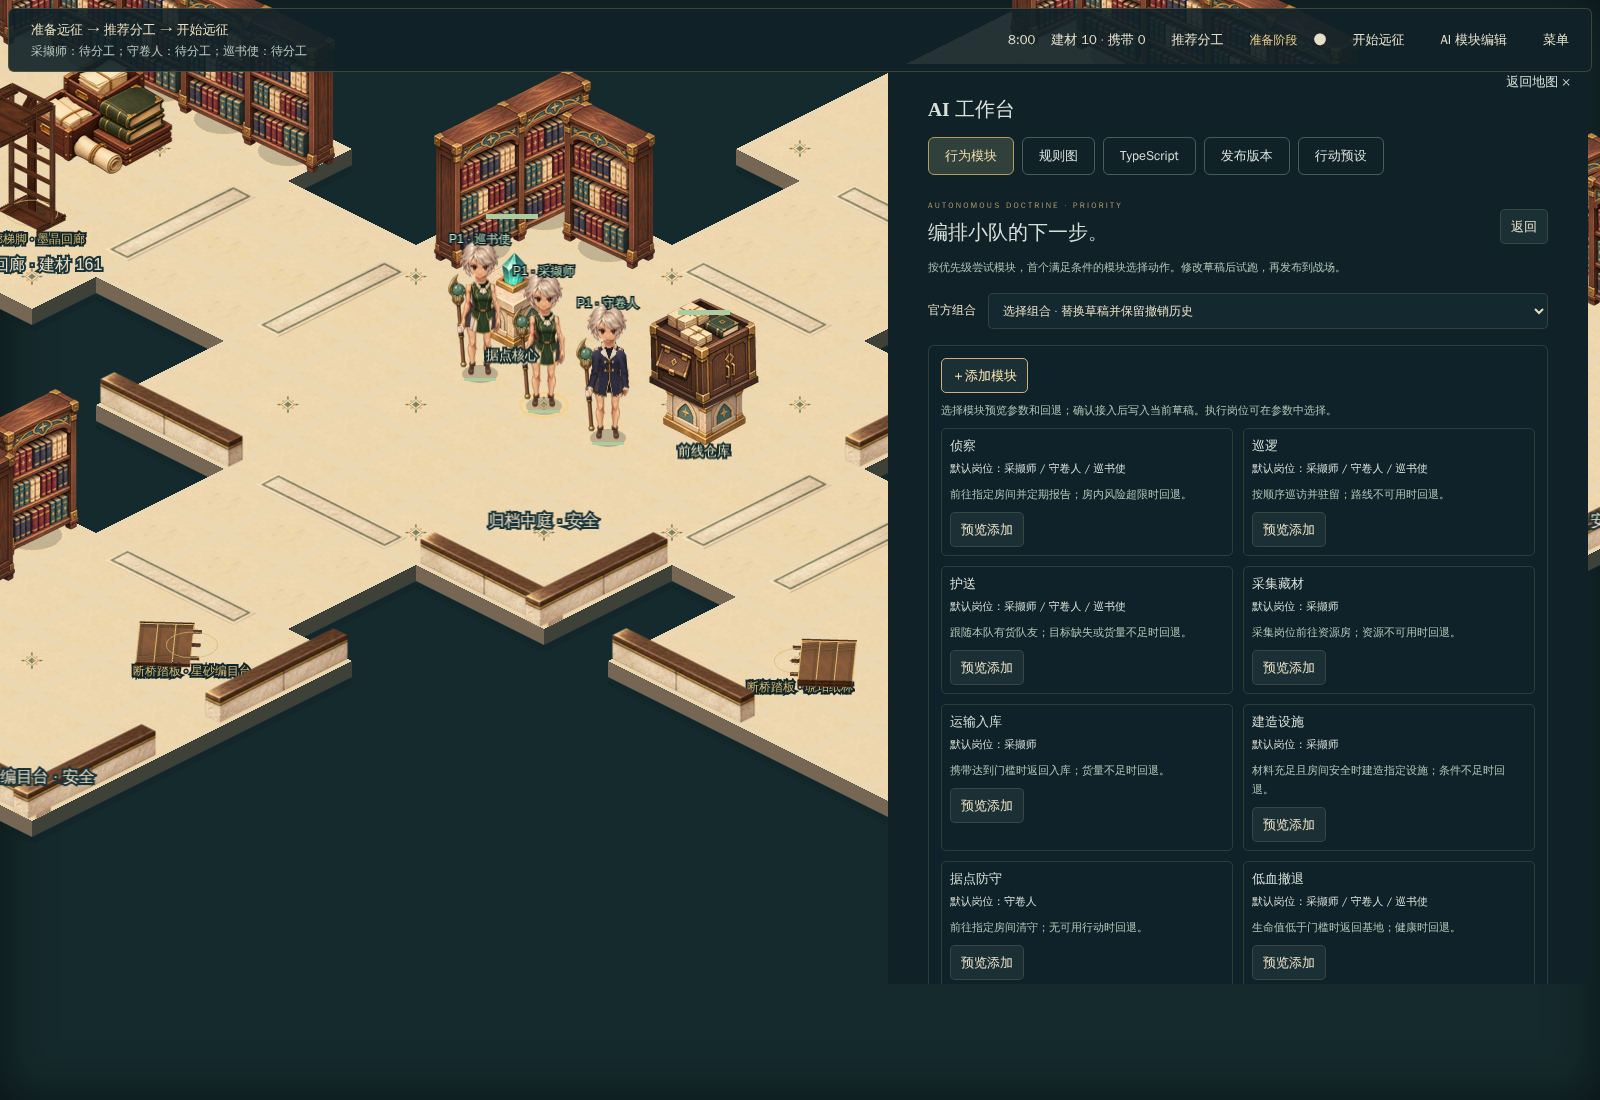 准备远征 → 推荐分工 → 开始远征
采撷师：待分工；守卷人：待分工；巡书使：待分工
8:00 建材 10 · 携带 0 推荐分工 准备阶段 开始远征 AI 模块编辑 菜单
返回地图 ×
AI 工作台
行为模块 规则图 TypeScript 发布版本 行动预设
AUTONOMOUS DOCTRINE · PRIORITY
编排小队的下一步。
返回
按优先级尝试模块，首个满足条件的模块选择动作。修改草稿后试跑，再发布到战场。
官方组合 选择组合 · 替换草稿并保留撤销历史
＋添加模块
选择模块预览参数和回退；确认接入后写入当前草稿。执行岗位可在参数中选择。
侦察
默认岗位：采撷师 / 守卷人 / 巡书使
前往指定房间并定期报告；房内风险超限时回退。
预览添加
巡逻
默认岗位：采撷师 / 守卷人 / 巡书使
按顺序巡访并驻留；路线不可用时回退。
预览添加
护送
默认岗位：采撷师 / 守卷人 / 巡书使
跟随本队有货队友；目标缺失或货量不足时回退。
预览添加
采集藏材
默认岗位：采撷师
采集岗位前往资源房；资源不可用时回退。
预览添加
运输入库
默认岗位：采撷师
携带达到门槛时返回入库；货量不足时回退。
预览添加
建造设施
默认岗位：采撷师
材料充足且房间安全时建造指定设施；条件不足时回
退。
预览添加
据点防守
默认岗位：守卷人
前往指定房间清守；无可用行动时回退。
预览添加
低血撤退
默认岗位：采撷师 / 守卷人 / 巡书使
生命值低于门槛时返回基地；健康时回退。
预览添加
梯脚 · 墨晶回廊
回廊 · 建材 161
P1 · 巡书使
P1 · 采撷师
P1 · 守卷人
据点核心
前线仓库
归档中庭 · 安全
断桥踏板 · 星砂编目台
断桥踏板
编目台 · 安全